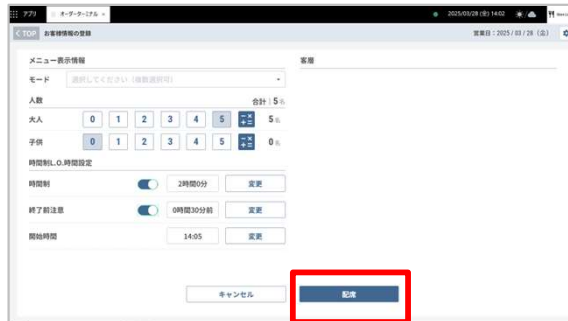 アプリ オーダーターミナル × 2025/03/28 (金) 14:02
< TOP お客様情報の登録 営業日：2025 / 03 / 28 (金)
メニュー表示情報 客層
モード 選択してください（複数選択可）
人数 合計：5名
大人 0 1 2 3 4 5 5名
子供 0 1 2 3 4 5 0名
時間制L.O.時間設定
時間制 2時間0分 変更
終了前注意 0時間30分前 変更
開始時間 14:05 変更
キャンセル 配席